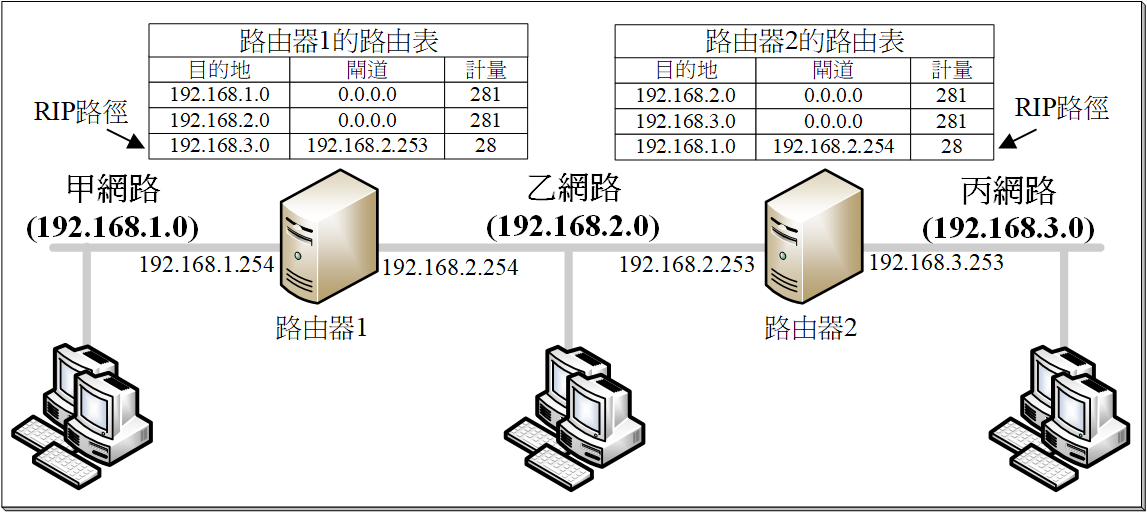 路由器1的路由表
目的地 閘道 計量
192.168.1.0 0.0.0.0 281
192.168.2.0 0.0.0.0 281
192.168.3.0 192.168.2.253 28
RIP路徑
路由器2的路由表
目的地 閘道 計量
192.168.2.0 0.0.0.0 281
192.168.3.0 0.0.0.0 281
192.168.1.0 192.168.2.254 28
RIP路徑
甲網路
(192.168.1.0)
乙網路
(192.168.2.0)
丙網路
(192.168.3.0)
192.168.1.254
192.168.2.254
192.168.2.253
192.168.3.253
路由器1
路由器2